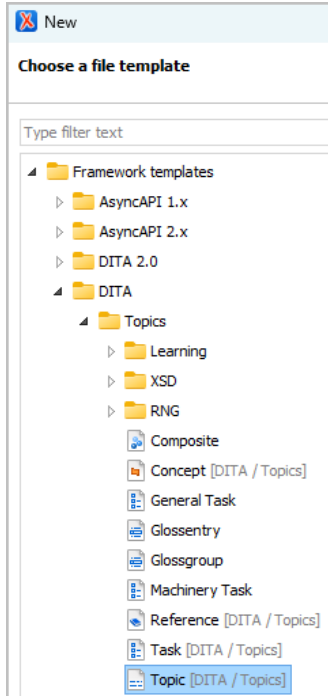 New
Choose a file template
Type filter text
Framework templates
AsyncAPI 1.x
AsyncAPI 2.x
DITA 2.0
DITA
Topics
Learning
XSD
RNG
Composite
Concept [DITA / Topics]
General Task
Glossentry
Glossgroup
Machinery Task
Reference [DITA / Topics]
Task [DITA / Topics]
Topic [DITA / Topics]